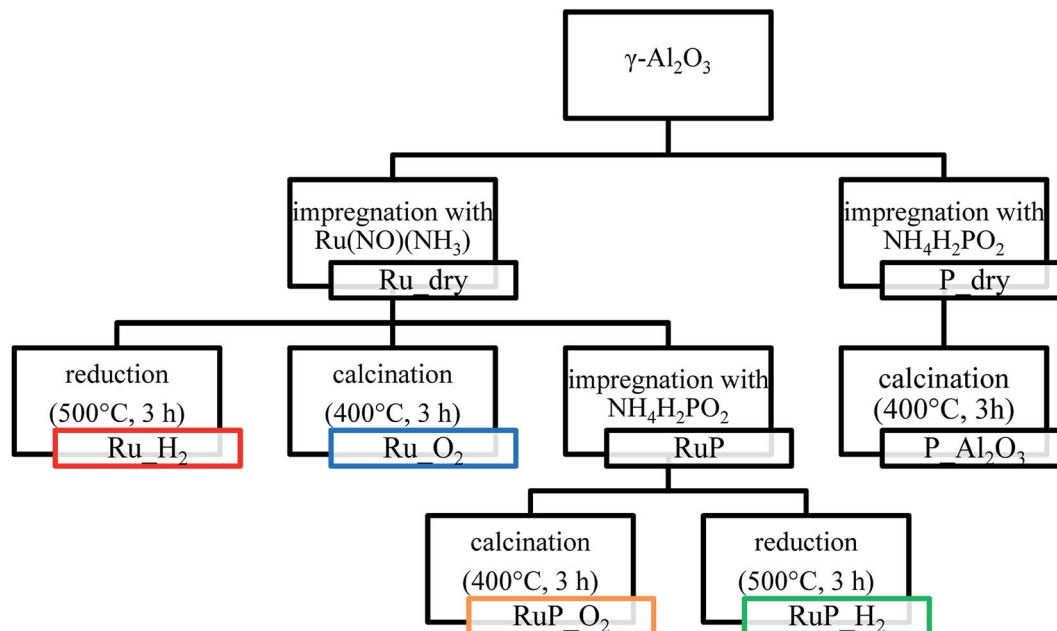 γ-Al₂O₃
impregnation with
Ru(NO)(NH₃)
Ru_dry
impregnation with
NH₄H₂PO₂
P_dry
reduction
(500°C, 3 h)
Ru_H₂
calcination
(400°C, 3 h)
Ru_O₂
impregnation with
NH₄H₂PO₂
RuP
calcination
(400°C, 3h)
P_Al₂O₃
calcination
(400°C, 3 h)
RuP_O₂
reduction
(500°C, 3 h)
RuP_H₂